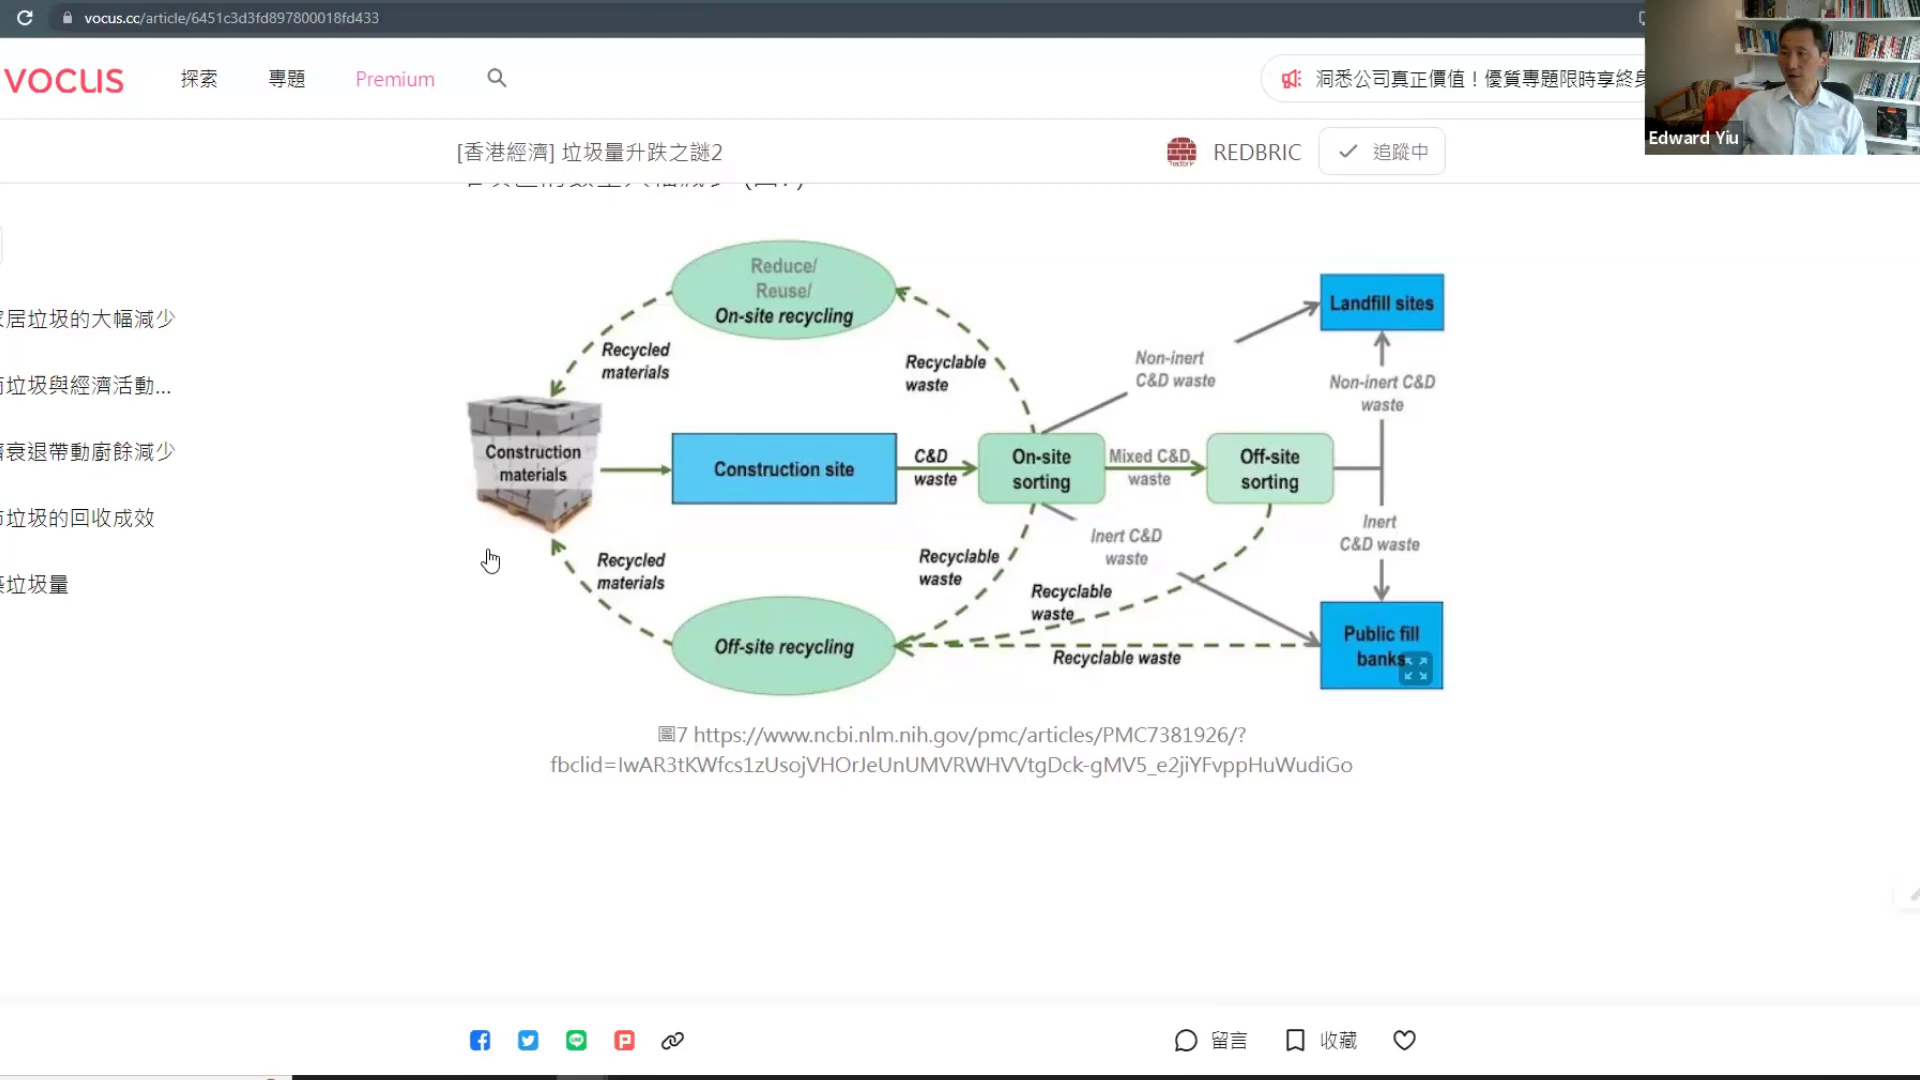 vocus.cc/article/6451c3d3fd897800018fd433
VOCUS
探索
專題
Premium
洞悉公司真正價值！優質專題限時享終身
Edward Yiu
[香港經濟] 垃圾量升跌之謎2
REDBRIC
追蹤中
居垃圾的大幅減少
垃圾與經濟活動...
衰退帶動廚餘減少
垃圾的回收成效
垃圾量
Reduce/
Reuse/
On-site recycling
Landfill sites
Recycled
materials
Recyclable
waste
Non-inert
C&D waste
Non-inert C&D
waste
Construction
materials
Construction site
C&D
waste
On-site
sorting
Mixed C&D
waste
Off-site
sorting
Inert
C&D waste
Recycled
materials
Recyclable
waste
Inert C&D
waste
Recyclable
waste
Off-site recycling
Recyclable waste
Public fill
banks
圖7 https://www.ncbi.nlm.nih.gov/pmc/articles/PMC7381926/?
fbclid=IwAR3tKWfcs1zUsojVHOrJeUnUMVRWHVVtgDck-gMV5_e2jiYFvppHuWudiGo
留言
收藏